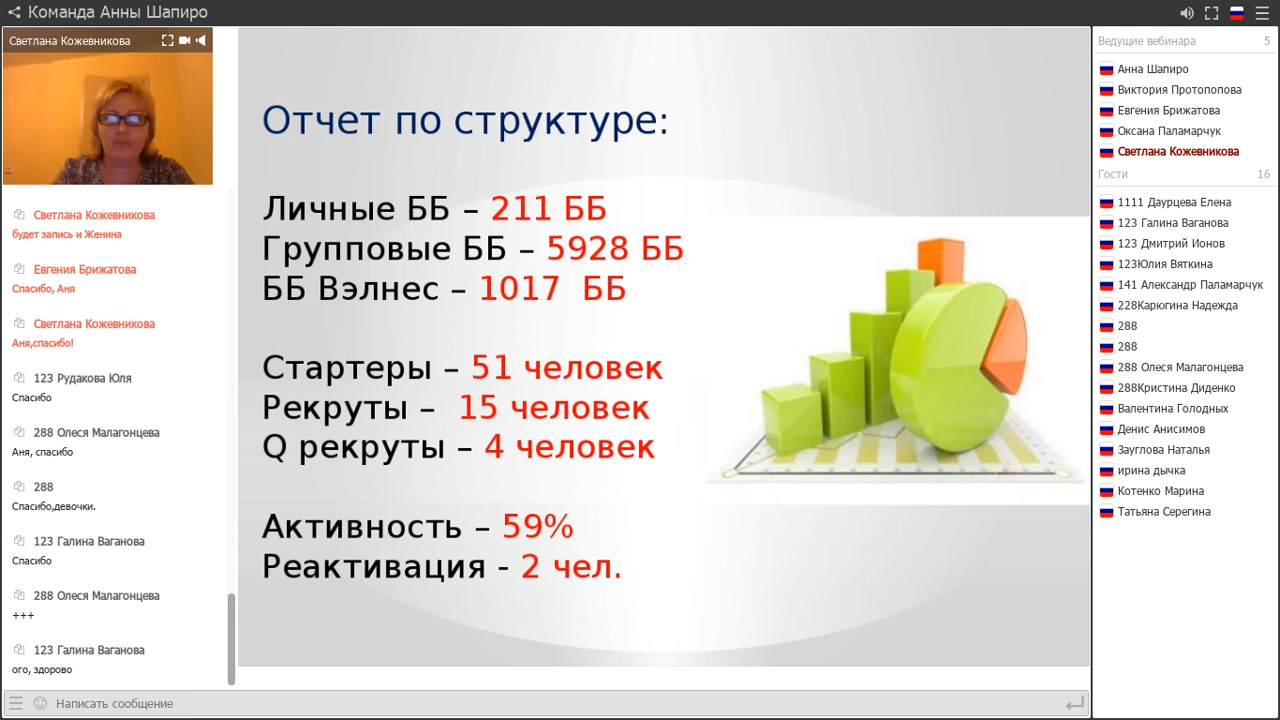 Команда Анны Шапиро
Светлана Кожевникова
Светлана Кожевникова
будет запись и Женина
Евгения Брижатова
Спасибо, Аня
Светлана Кожевникова
Аня,спасибо!
123 Рудакова Юля
Спасибо
288 Олеся Малагонцева
Аня, спасибо
288
Спасибо,девочки.
123 Галина Ваганова
Спасибо
288 Олеся Малагонцева
+++
123 Галина Ваганова
ого, здорово
Написать сообщение
Отчет по структуре:
Личные ББ – 211 ББ
Групповые ББ – 5928 ББ
ББ Вэлнес – 1017 ББ
Стартеры – 51 человек
Рекруты – 15 человек
Q рекруты – 4 человек
Активность – 59%
Реактивация - 2 чел.
Ведущие вебинара 5
Анна Шапиро
Виктория Протопопова
Евгения Брижатова
Оксана Паламарчук
Светлана Кожевникова
Гости 16
1111 Даурцева Елена
123 Галина Ваганова
123 Дмитрий Ионов
123Юлия Вяткина
141 Александр Паламарчук
228Карюгина Надежда
288
288
288 Олеся Малагонцева
288Кристина Диденко
Валентина Голодных
Денис Анисимов
Зауглова Наталья
ирина дычка
Котенко Марина
Татьяна Серегина